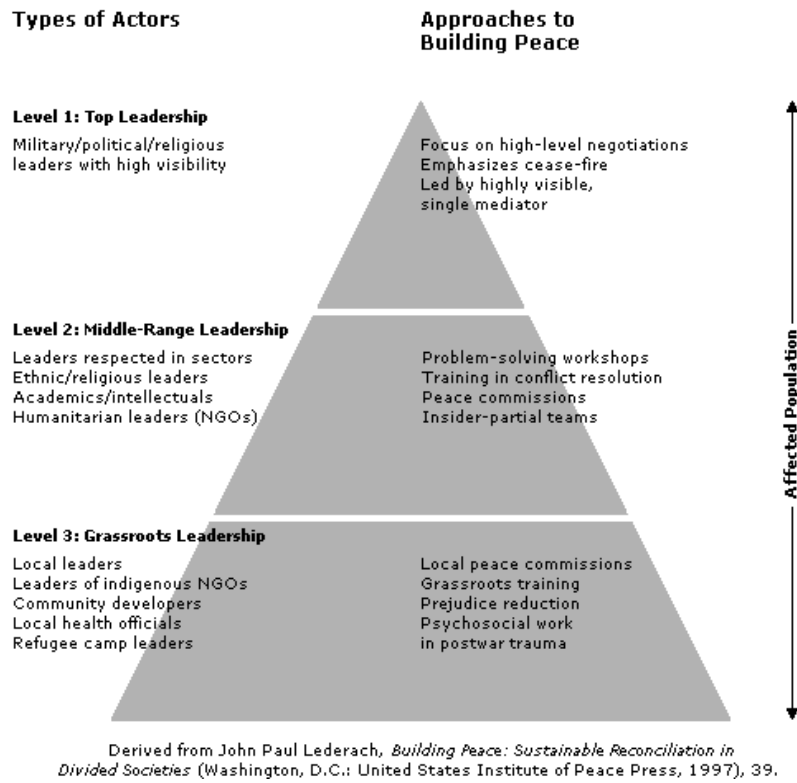 Types of Actors
Approaches to
Building Peace
Level 1: Top Leadership
Military/political/religious
leaders with high visibility
Focus on high-level negotiations
Emphasizes cease-fire
Led by highly visible,
single mediator
Level 2: Middle-Range Leadership
Leaders respected in sectors
Ethnic/religious leaders
Academics/intellectuals
Humanitarian leaders (NGOs)
Problem-solving workshops
Training in conflict resolution
Peace commissions
Insider-partial teams
Level 3: Grassroots Leadership
Local leaders
Leaders of indigenous NGOs
Community developers
Local health officials
Refugee camp leaders
Local peace commissions
Grassroots training
Prejudice reduction
Psychosocial work
in postwar trauma
Affected Population
Derived from John Paul Lederach, Building Peace: Sustainable Reconciliation in
Divided Societies (Washington, D.C.: United States Institute of Peace Press, 1997), 39.